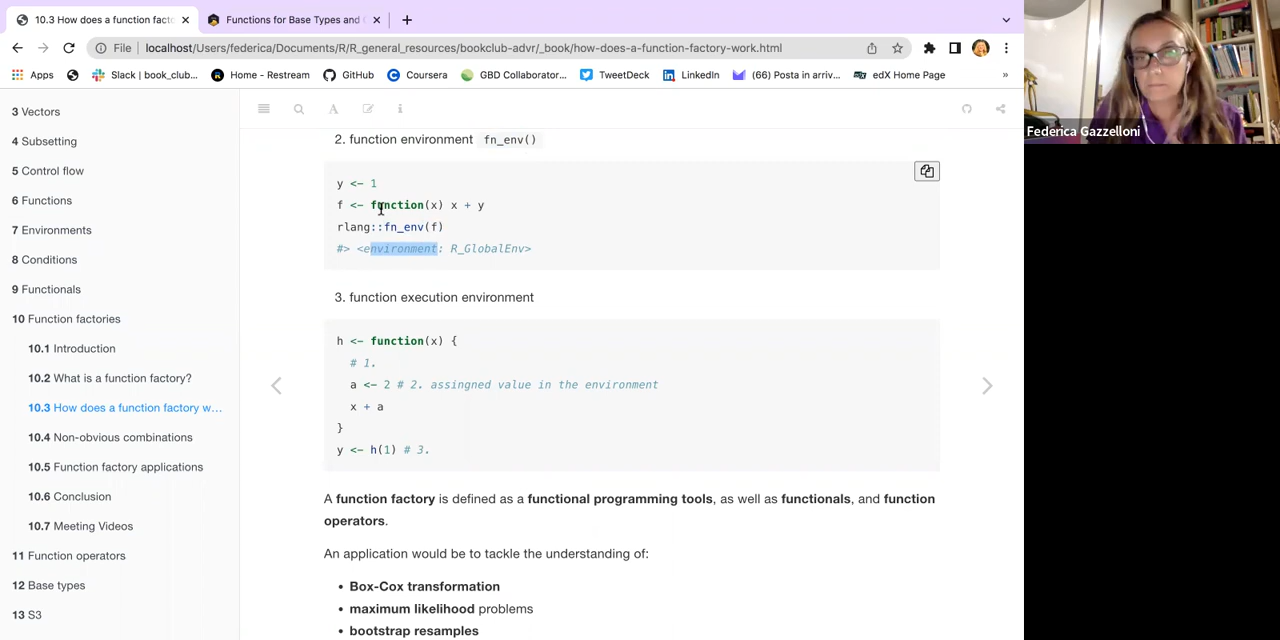 10.3 How does a function facto
Functions for Base Types and
File localhost/Users/federica/Documents/R/R_general_resources/bookclub-advr/_book/how-does-a-function-factory-work.html
Apps Slack | book_club... Home - Restream GitHub Coursera GBD Collaborator... TweetDeck LinkedIn (66) Posta in arriv... edX Home Page »
3 Vectors
4 Subsetting
5 Control flow
6 Functions
7 Environments
8 Conditions
9 Functionals
10 Function factories
10.1 Introduction
10.2 What is a function factory?
10.3 How does a function factory w...
10.4 Non-obvious combinations
10.5 Function factory applications
10.6 Conclusion
10.7 Meeting Videos
11 Function operators
12 Base types
13 S3
2. function environment fn_env()
y <- 1
f <- function(x) x + y
rlang::fn_env(f)
#> <environment: R_GlobalEnv>
3. function execution environment
h <- function(x) {
# 1.
a <- 2 # 2. assingned value in the environment
x + a
}
y <- h(1) # 3.
A function factory is defined as a functional programming tools, as well as functionals, and function
operators.
An application would be to tackle the understanding of:
• Box-Cox transformation
• maximum likelihood problems
• bootstrap resamples
Federica Gazzelloni